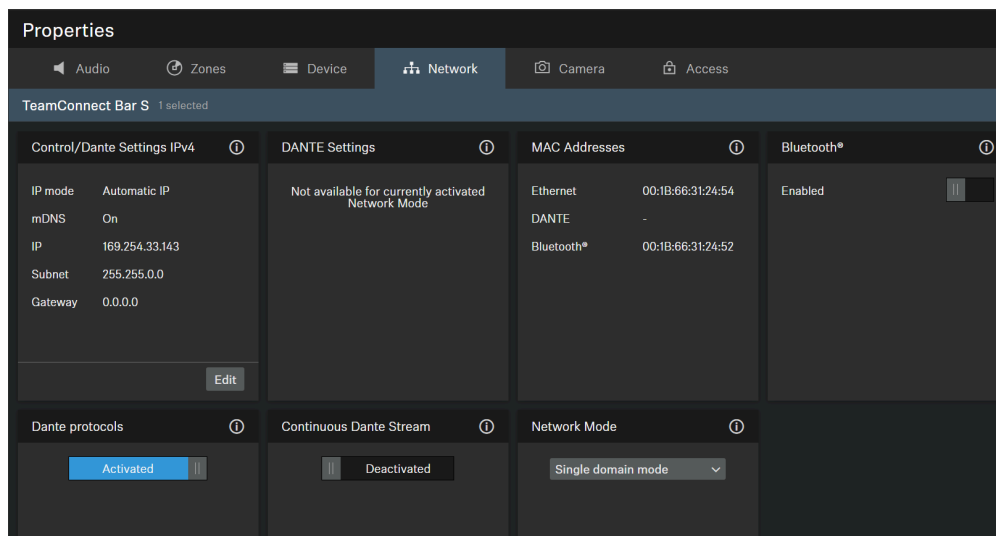 Properties
Audio Zones Device Network Camera Access
TeamConnect Bar S 1 selected
Control/Dante Settings IPv4
IP mode Automatic IP
mDNS On
IP 169.254.33.143
Subnet 255.255.0.0
Gateway 0.0.0.0
Edit
DANTE Settings
Not available for currently activated
Network Mode
MAC Addresses
Ethernet 00:1B:66:31:24:54
DANTE -
Bluetooth® 00:1B:66:31:24:52
Bluetooth®
Enabled
Dante protocols
Activated
Continuous Dante Stream
Deactivated
Network Mode
Single domain mode